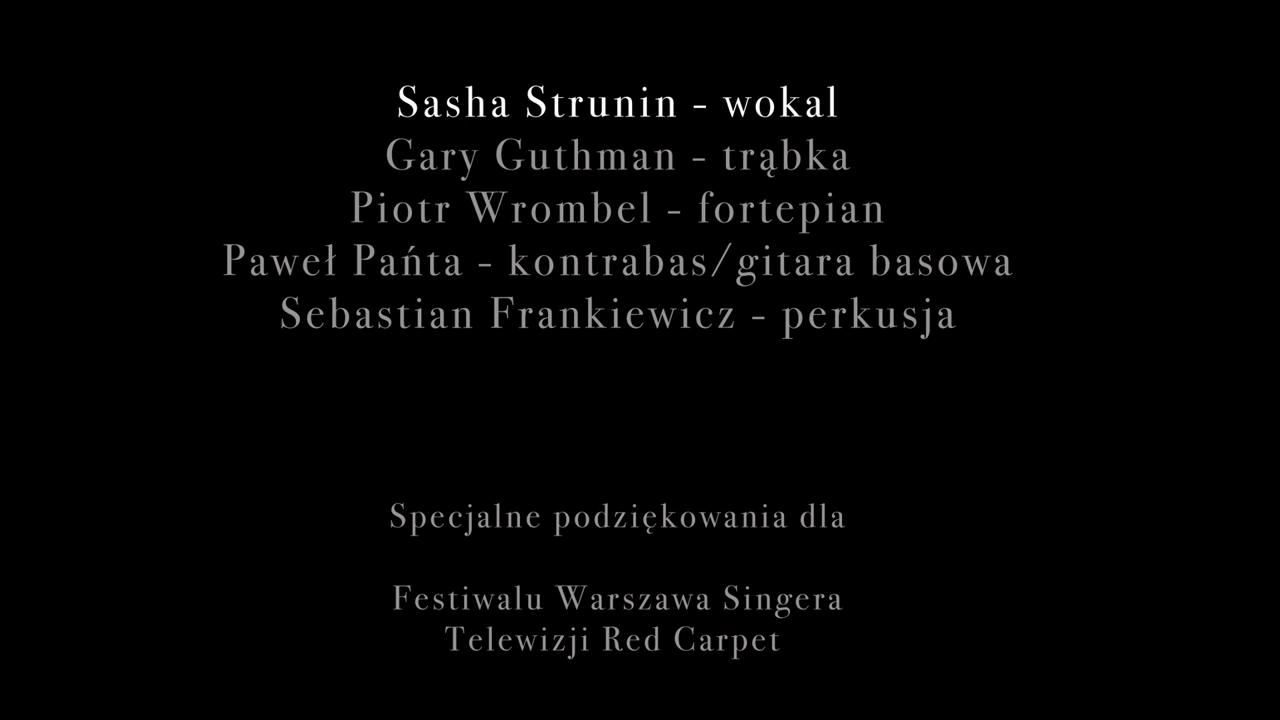 Sasha Strunin - wokal
Gary Guthman - trąbka
Piotr Wrombel - fortepian
Paweł Pańta - kontrabas/gitara basowa
Sebastian Frankiewicz - perkusja
Specjalne podziękowania dla
Festiwalu Warszawa Singera
Telewizji Red Carpet